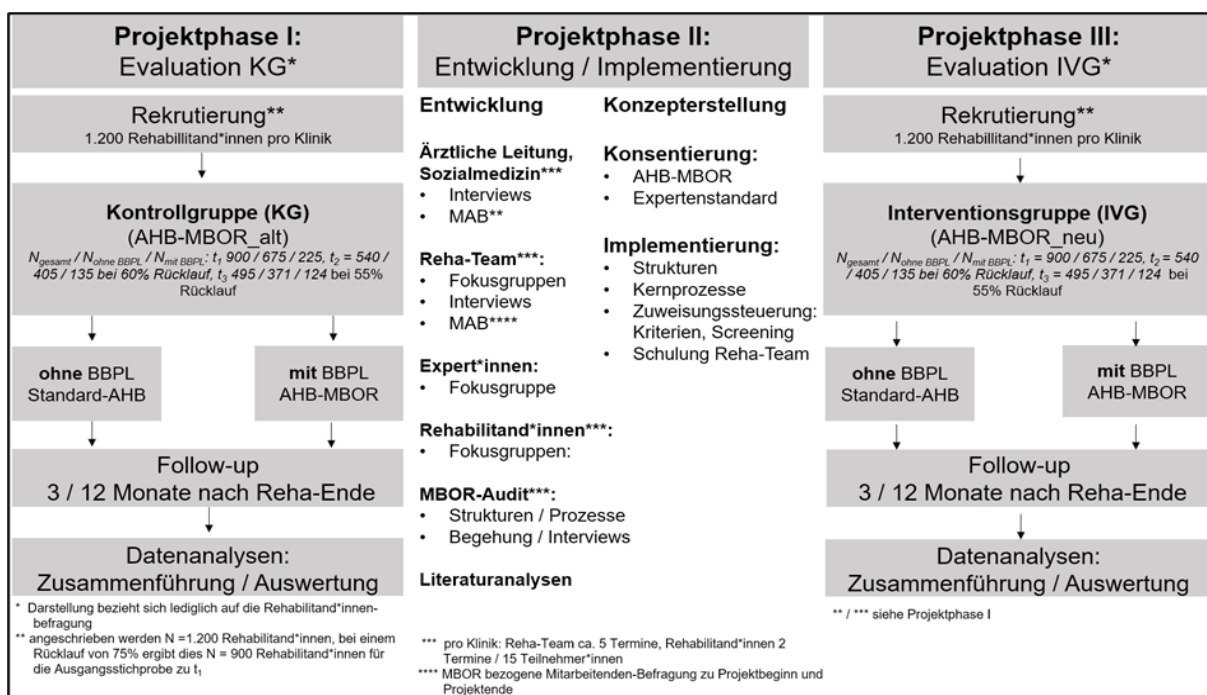 Projektphase I:
Evaluation KG*
Rekrutierung**
1.200 Rehabillitand*innen pro Klinik
Kontrollgruppe (KG)
(AHB-MBOR_alt)
N gesamt / N ohne BBPL / N mit BBPL: t1 900 / 675 / 225, t2 = 540 /
405 / 135 bei 60% Rücklauf, t3 495 / 371 / 124 bei 55%
Rücklauf
ohne BBPL
Standard-AHB
mit BBPL
AHB-MBOR
Follow-up
3 / 12 Monate nach Reha-Ende
Datenanalysen:
Zusammenführung / Auswertung
* Darstellung bezieht sich lediglich auf die Rehabilitand*innen-
befragung
** angeschrieben werden N =1.200 Rehabilitand*innen, bei einem
Rücklauf von 75% ergibt dies N = 900 Rehabilitand*innen für
die Ausgangsstichprobe zu t1
Projektphase II:
Entwicklung / Implementierung
Entwicklung
Ärztliche Leitung,
Sozialmedizin***
• Interviews
• MAB**
Reha-Team***:
• Fokusgruppen
• Interviews
• MAB****
Expert*innen:
• Fokusgruppe
Rehabilitand*innen***:
• Fokusgruppen:
MBOR-Audit***:
• Strukturen / Prozesse
• Begehung / Interviews
Literaturanalysen
Konzepterstellung
Konsentierung:
• AHB-MBOR
• Expertenstandard
Implementierung:
• Strukturen
• Kernprozesse
• Zuweisungssteuerung:
Kriterien, Screening
• Schulung Reha-Team
*** pro Klinik: Reha-Team ca. 5 Termine, Rehabilitand*innen 2
Termine / 15 Teilnehmer*innen
**** MBOR bezogene Mitarbeitenden-Befragung zu Projektbeginn und
Projektende
Projektphase III:
Evaluation IVG*
Rekrutierung**
1.200 Rehabilitand*innen pro Klinik
Interventionsgruppe (IVG)
(AHB-MBOR_neu)
N gesamt / N ohne BBPL / N mit BBPL: t1 = 900 / 675 / 225, t2 = 540
/ 405 / 135 bei 60% Rücklauf, t3 = 495 / 371 / 124 bei
55% Rücklauf
ohne BBPL
Standard-AHB
mit BBPL
AHB-MBOR
Follow-up
3 / 12 Monate nach Reha-Ende
Datenanalysen:
Zusammenführung / Auswertung
** / *** siehe Projektphase I